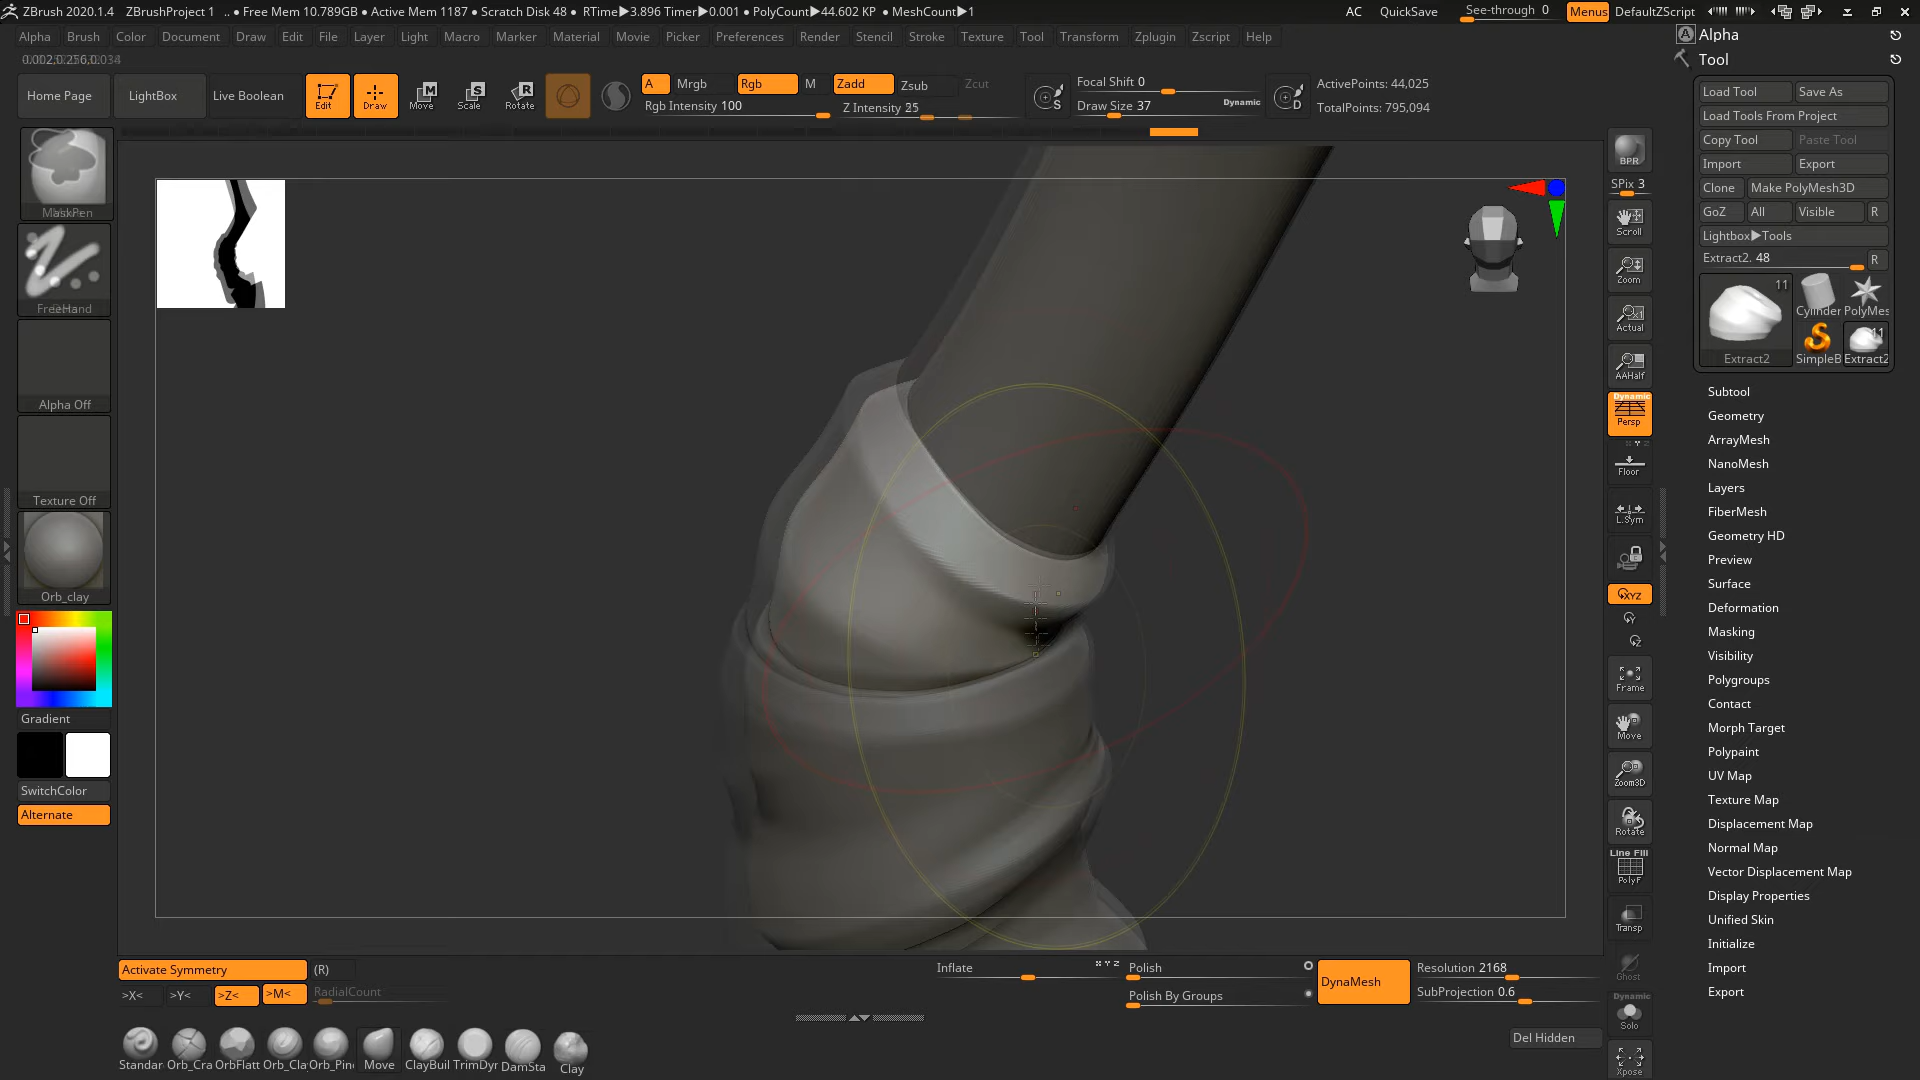 ZBrush 2020.1.4 ZBrushProject 1 .. • Free Mem 10.789GB • Active Mem 1187 • Scratch Disk 48 • RTime▶3.896 Timer▶0.001 • PolyCount▶44.602 KP • MeshCount▶1 AC QuickSave See-through 0 Menus DefaultZScript
Alpha Brush Color Document Draw Edit File Layer Light Macro Marker Material Movie Picker Preferences Render Stencil Stroke Texture Tool Transform Zplugin Zscript Help
Home Page LightBox Live Boolean Edit Draw Move Scale Rotate
A Mrgb Rgb M Zadd Zsub Zcut
Rgb Intensity 100 Z Intensity 25
S Focal Shift 0
Draw Size 37 Dynamic
D ActivePoints: 44,025
TotalPoints: 795,094
FreeHand
Alpha Off
Texture Off
Orb_clay
Gradient
SwitchColor
Alternate
BPR
SPix 3
Scroll
Zoom
Actual
AAHalf
Dynamic
Persp
Floor
L.Sym
XYZ
Frame
Move
Zoom3D
Rotate
Line Fill
PolyF
Transp
Ghost
Dynamic
Solo
Xpose
Alpha
Tool
Load Tool Save As
Load Tools From Project
Copy Tool Paste Tool
Import Export
Clone Make PolyMesh3D
GoZ All Visible R
Lightbox▶Tools
Extract2. 48 R
11 Cylinder PolyMes
Extract2 SimpleB 11 Extract2
Subtool
Geometry
ArrayMesh
NanoMesh
Layers
FiberMesh
Geometry HD
Preview
Surface
Deformation
Masking
Visibility
Polygroups
Contact
Morph Target
Polypaint
UV Map
Texture Map
Displacement Map
Normal Map
Vector Displacement Map
Display Properties
Unified Skin
Initialize
Import
Export
Activate Symmetry (R)
>X< >Y< >Z< >M< RadialCount
Inflate X Y Z Polish
Polish By Groups
DynaMesh
Resolution 2168
SubProjection 0.6
Del Hidden
Standar Orb_Cra OrbFlatt Orb_Cla Orb_Pin Move ClayBuil TrimDyr DamSta Clay